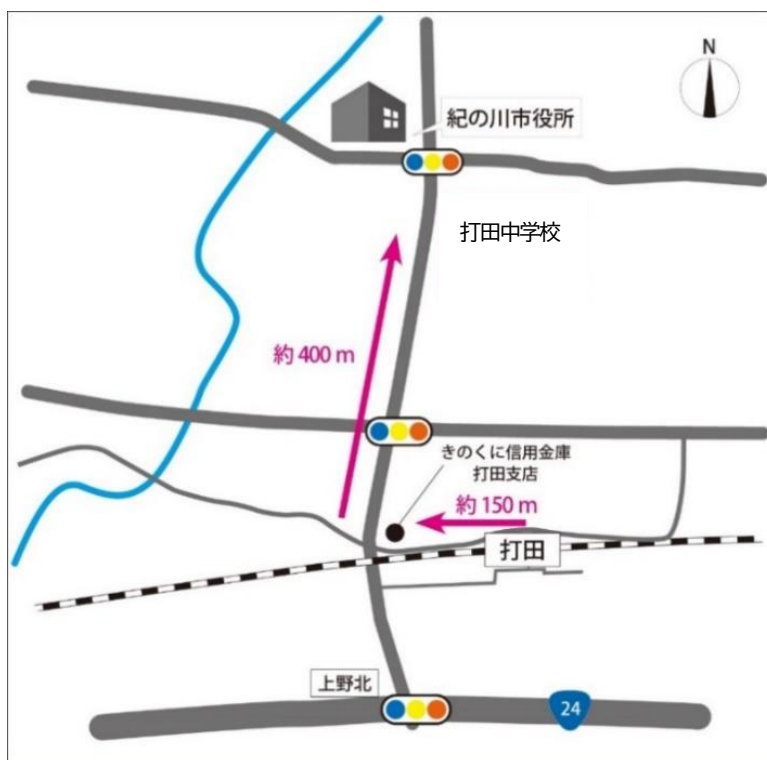 N
紀の川市役所
打田中学校
約 400 m
きのくに信用金庫
打田支店
約 150 m
打田
上野北
24